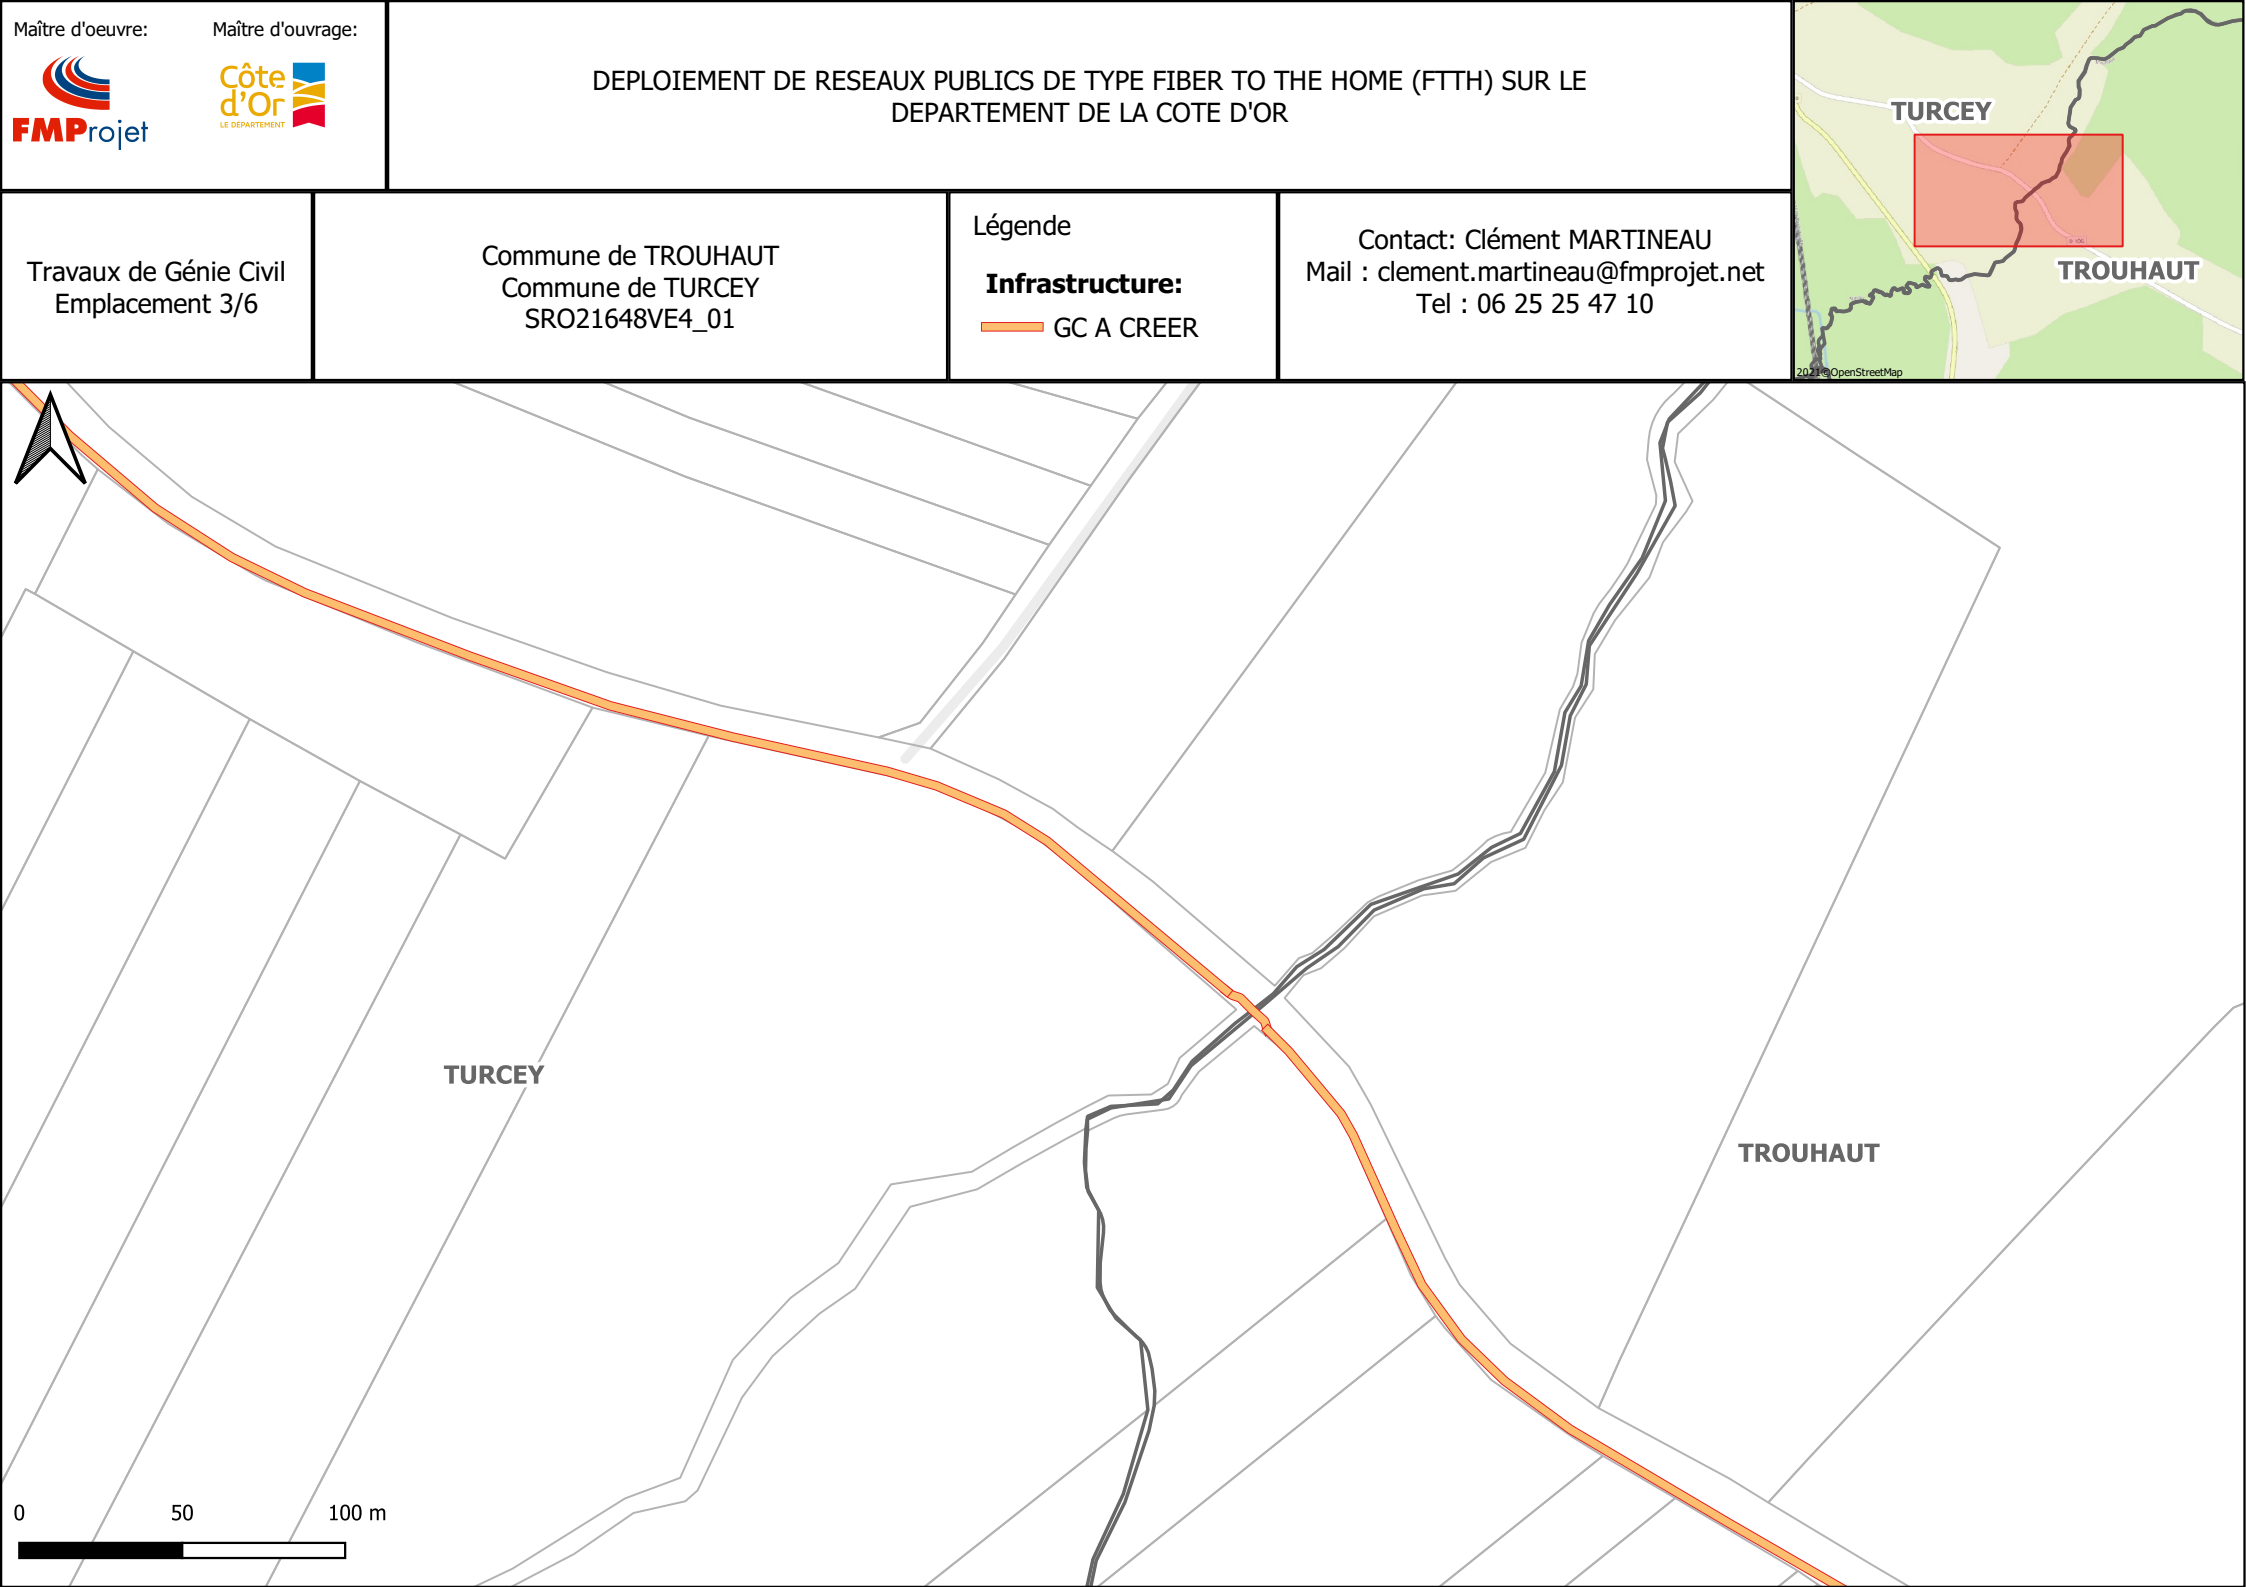 Maître d'oeuvre:
Maître d'ouvrage:
FMProjet
Côte
d'Or
LE DÉPARTEMENT
DEPLOIEMENT DE RESEAUX PUBLICS DE TYPE FIBER TO THE HOME (FTTH) SUR LE
DEPARTEMENT DE LA COTE D'OR
Travaux de Génie Civil
Emplacement 3/6
Commune de TROUHAUT
Commune de TURCEY
SRO21648VE4_01
Légende
Infrastructure:
GC A CREER
Contact: Clément MARTINEAU
Mail : clement.martineau@fmprojet.net
Tel : 06 25 25 47 10
TURCEY
TROUHAUT
2021©OpenStreetMap
TURCEY
TROUHAUT
0 50 100 m